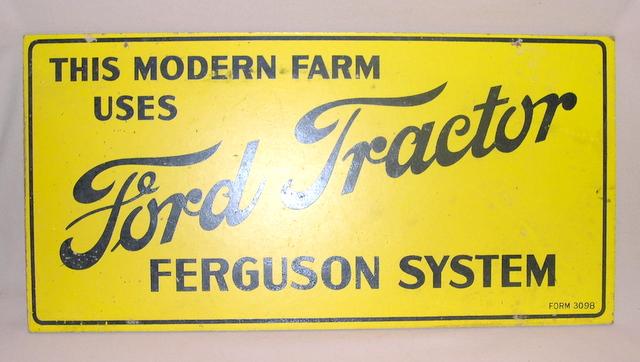 THIS MODERN FARM
USES
Ford Tractor
FERGUSON SYSTEM
FORM 3098